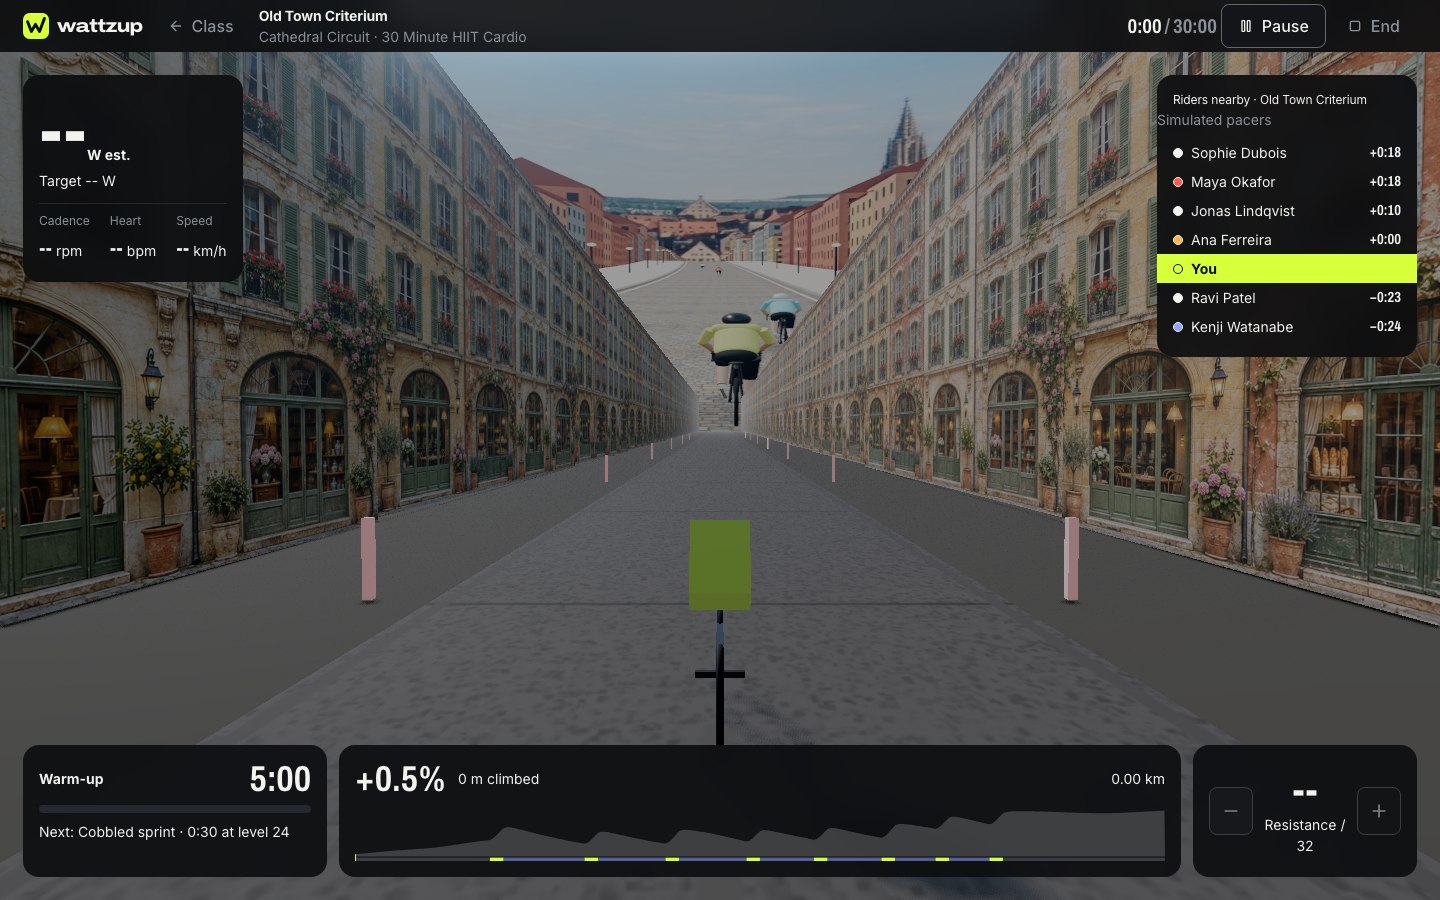 wattzup
Class
Old Town Criterium
Cathedral Circuit · 30 Minute HIIT Cardio
0:00 / 30:00
Pause
End
--
W est.
Target -- W
Cadence Heart Speed
-- rpm -- bpm -- km/h
Riders nearby · Old Town Criterium
Simulated pacers
Sophie Dubois +0:18
Maya Okafor +0:18
Jonas Lindqvist +0:10
Ana Ferreira +0:00
You
Ravi Patel −0:23
Kenji Watanabe −0:24
Warm-up 5:00
Next: Cobbled sprint · 0:30 at level 24
+0.5% 0 m climbed 0.00 km
--
Resistance /
32